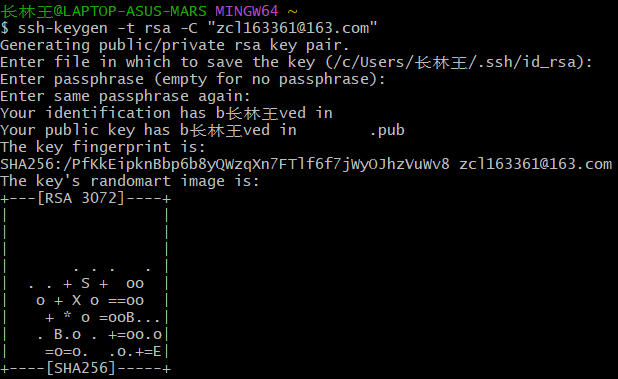 长林王@LAPTOP-ASUS-MARS MINGW64 ~
$ ssh-keygen -t rsa -C "zcl163361@163.com"
Generating public/private rsa key pair.
Enter file in which to save the key (/c/Users/长林王/.ssh/id_rsa):
Enter passphrase (empty for no passphrase):
Enter same passphrase again:
Your identification has b长林王ved in
Your public key has b长林王ved in        .pub
The key fingerprint is:
SHA256:/PfKkEipknBbp6b8yQWzqXn7FTlf6f7jWyOJhzVuWv8 zcl163361@163.com
The key's randomart image is:
+---[RSA 3072]----+
|                 |
|                 |
|                 |
|       . . .   . |
|  . . + S +  oo  |
|   o + X o ==oo  |
|    + * o =ooB...|
|   . B.o . +=oo.o|
|    =o=o.  .o.+=E|
+----[SHA256]-----+